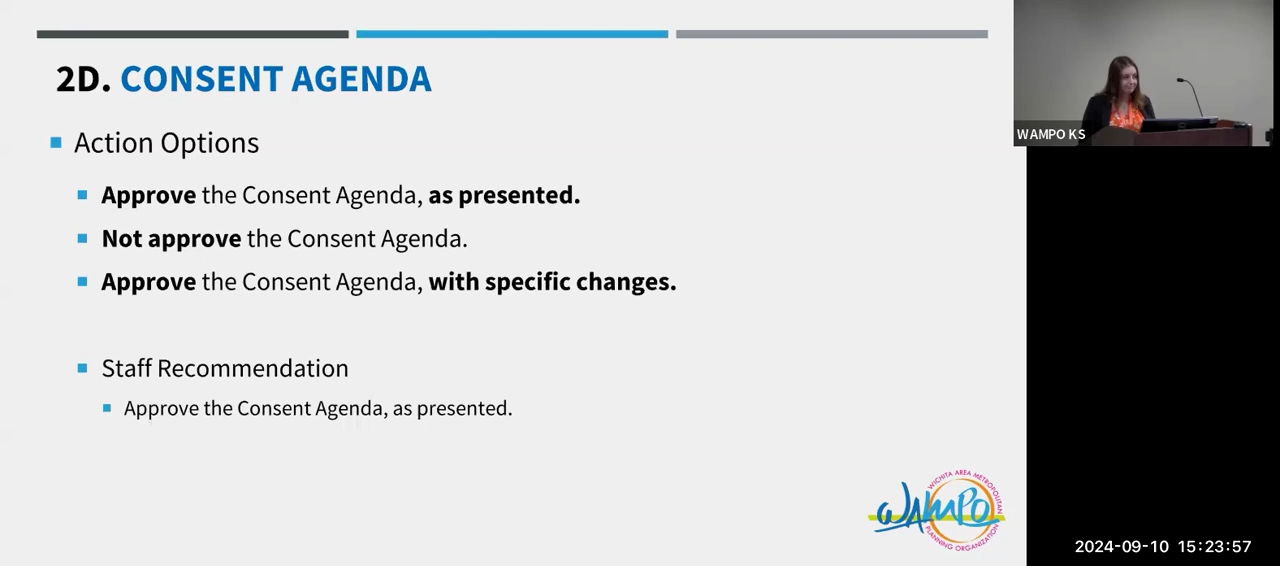 2D. CONSENT AGENDA
Action Options
Approve the Consent Agenda, as presented.
Not approve the Consent Agenda.
Approve the Consent Agenda, with specific changes.
Staff Recommendation
Approve the Consent Agenda, as presented.
WICHITA AREA METROPOLITAN
WAMPO
PLANNING ORGANIZATION
WAMPO KS
2024-09-10 15:23:57